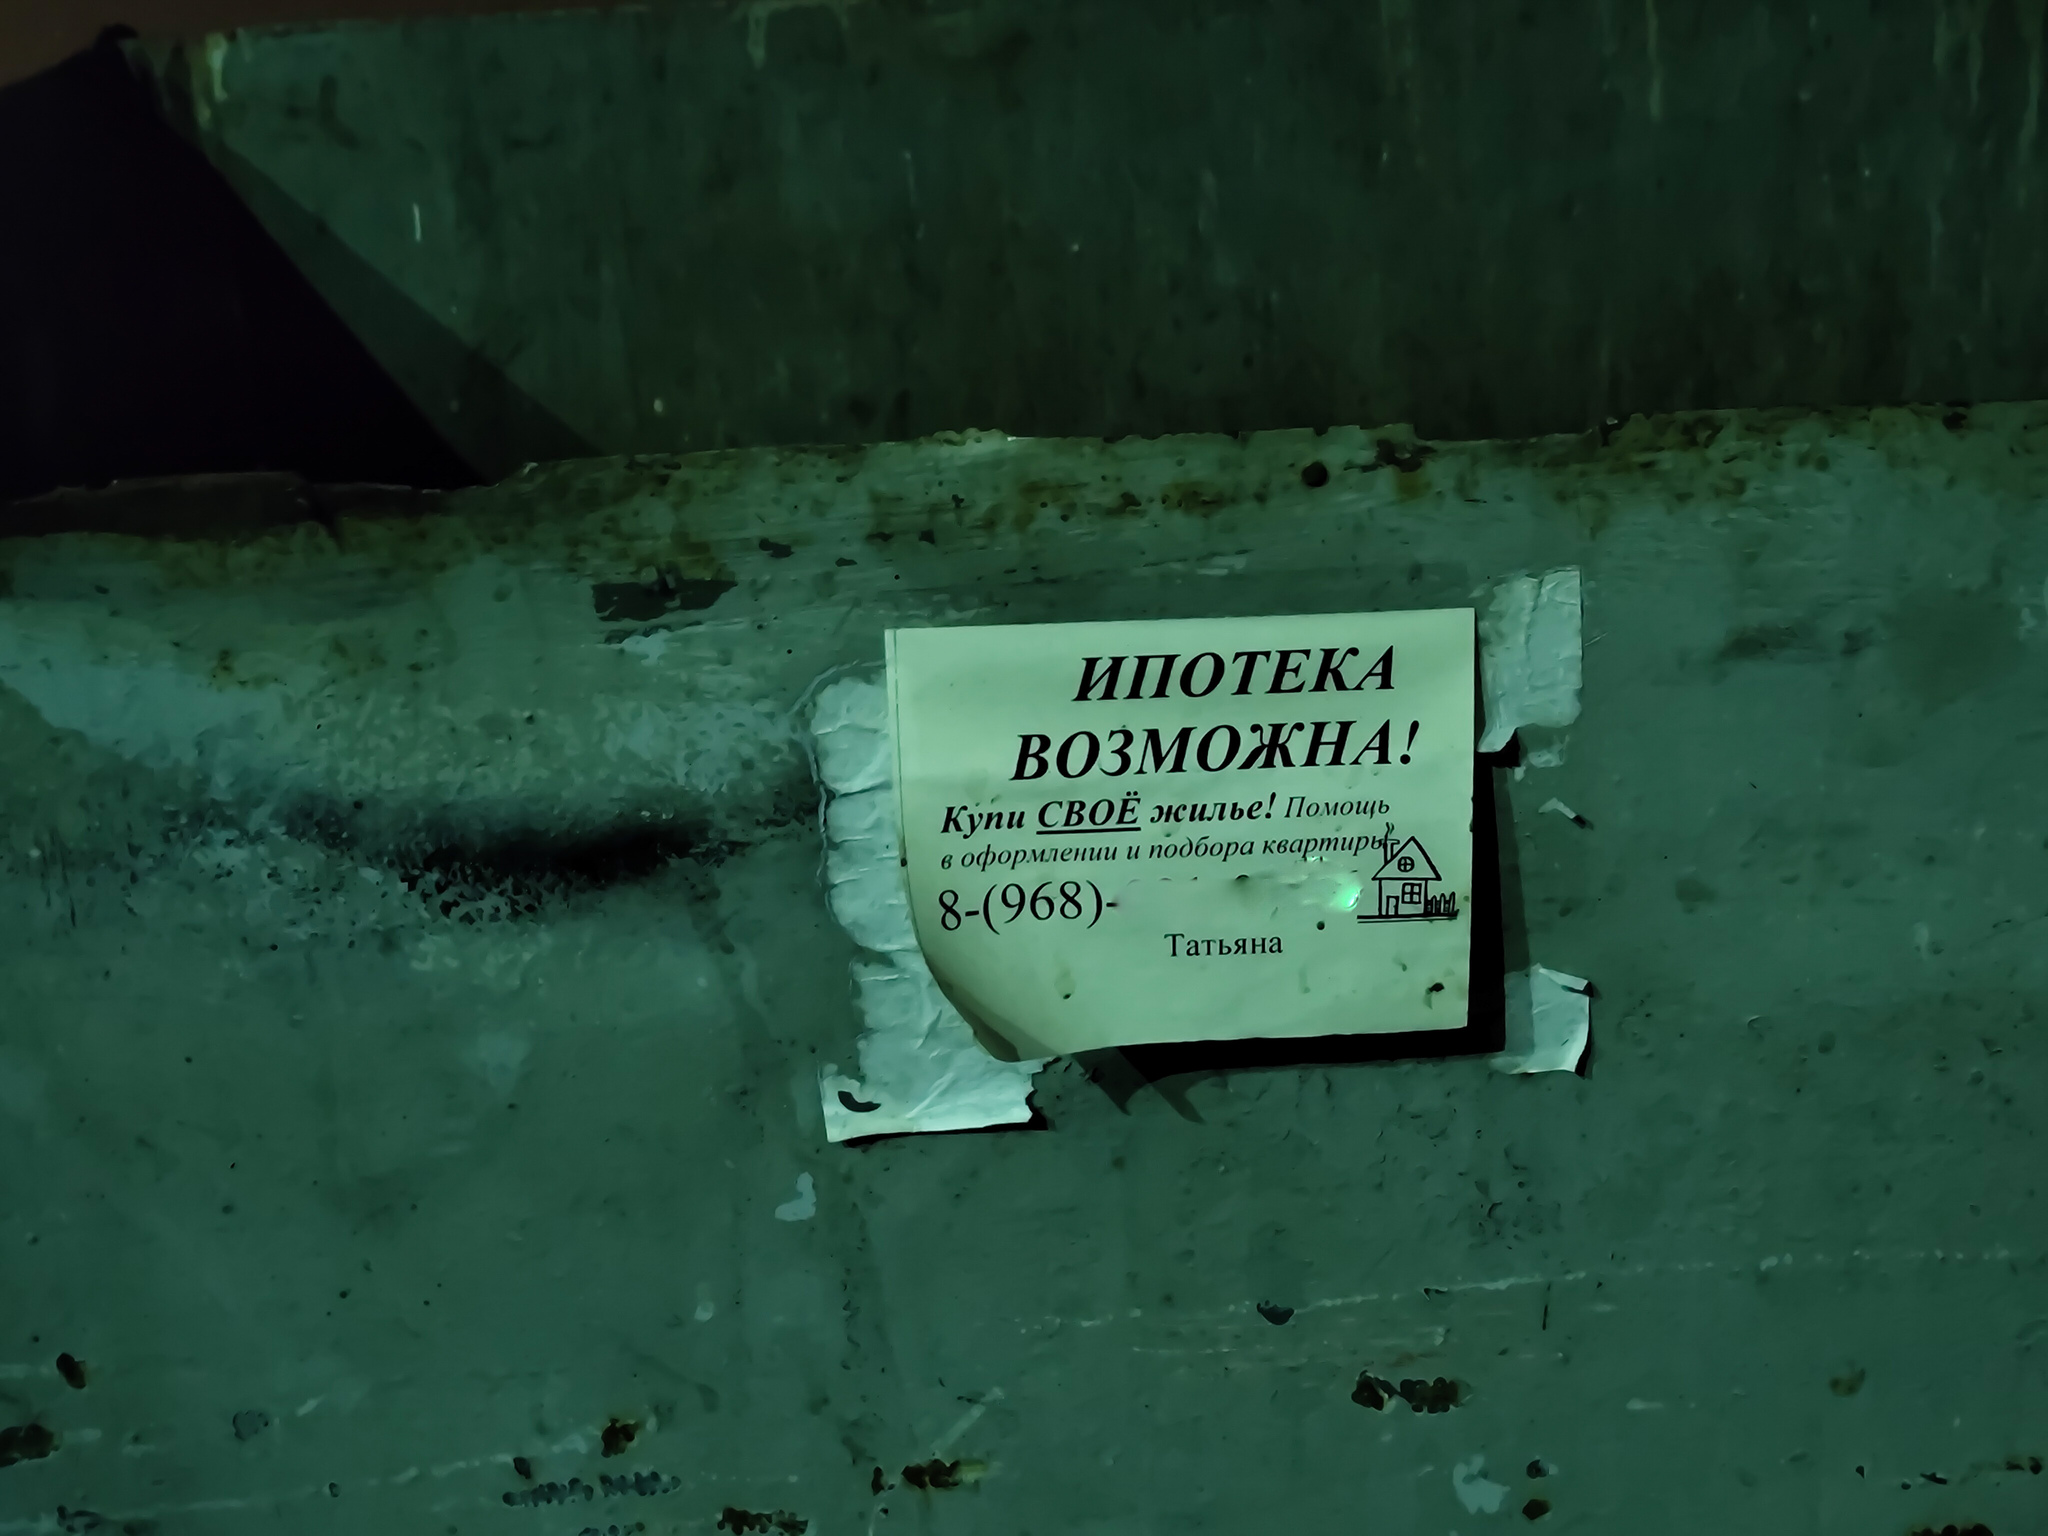 ИПОТЕКА
ВОЗМОЖНА!
Купи СВОЁ жилье! Помощь
в оформлении и подбора квартиры
8-(968)-
Татьяна